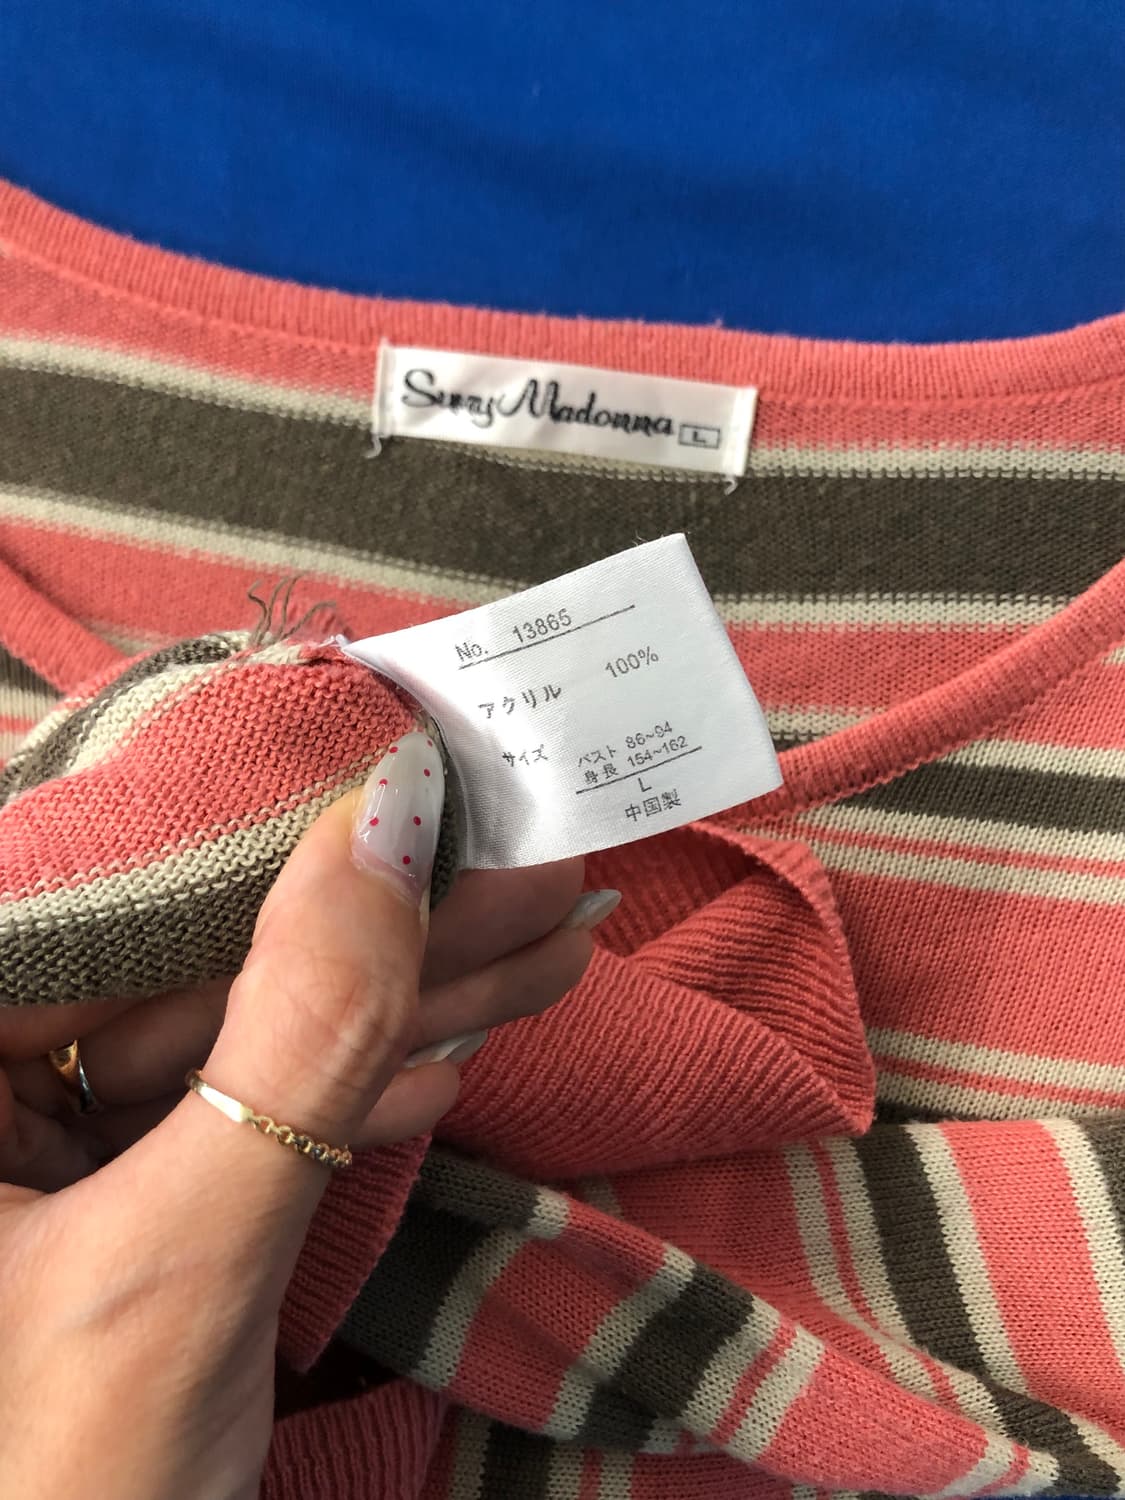 Sunny Madonna L
No. 13865
アクリル 100%
サイズ バスト 86~94
身長 154~162
L
中国製